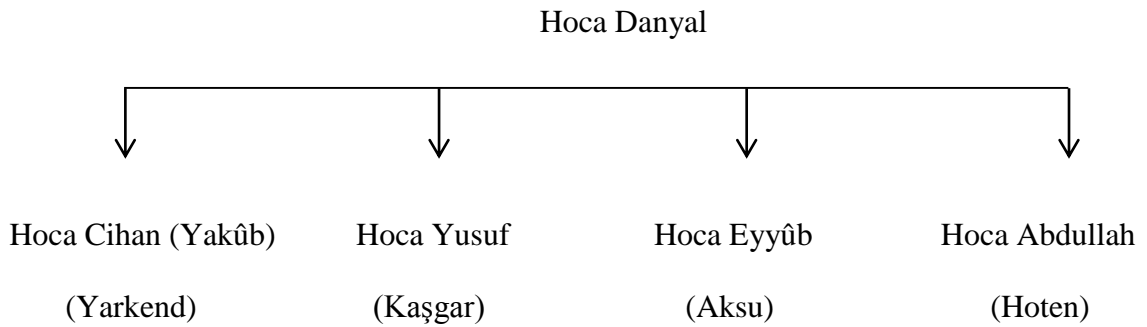 Hoca Danyal
Hoca Cihan (Yakûb) Hoca Yusuf Hoca Eyyûb Hoca Abdullah
(Yarkend) (Kaşgar) (Aksu) (Hoten)